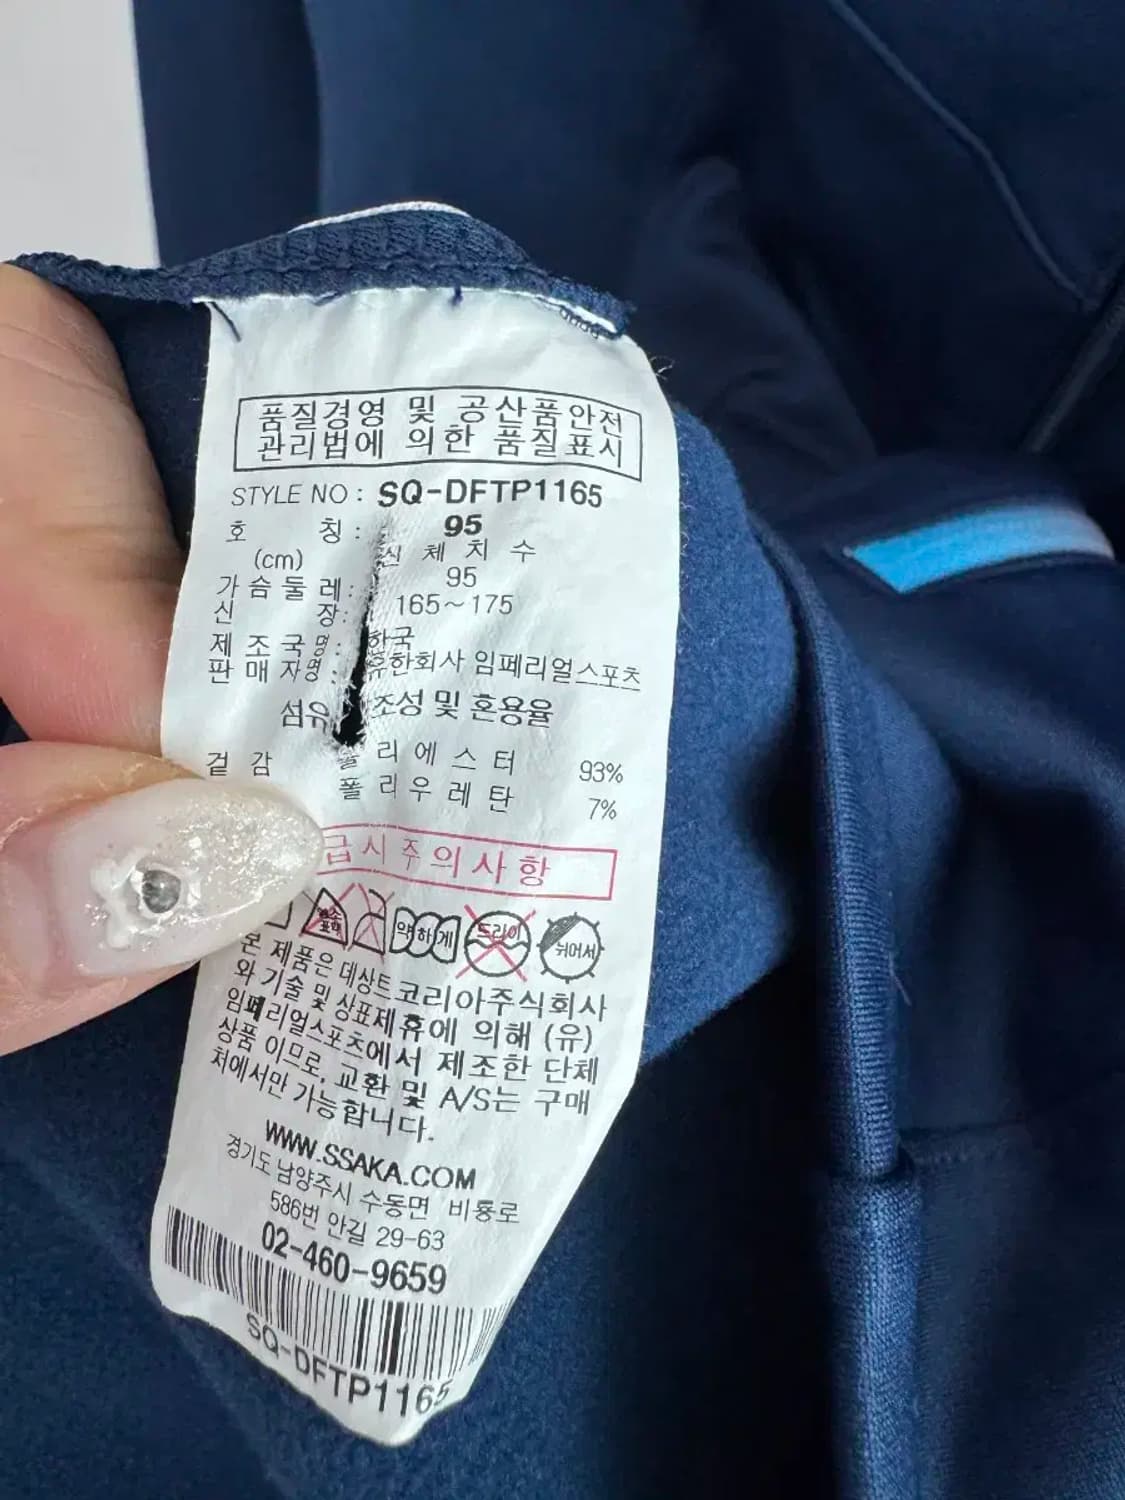 품질경영 및 공산품안전
관리법에 의한 품질표시
STYLE NO : SQ-DFTP1165
호 칭 : 95
(cm) 신 체 치 수
가 슴 둘 레 : 95
신 장 : 165~175
제 조 국 명 : 한국
판 매 자명 : 유한회사 임페리얼스포츠
섬유 조성 및 혼용율
겉 감 폴 리 에 스 터 93%
폴 리 우 레 탄 7%
급시주의사항
염소표백 약하게 드라이 뉘어서
본 제품은 데상트코리아주식회사
와 기술 및 상표제휴에 의해 (유)
임페리얼스포츠에서 제조한 단체
상품 이므로, 교환 및 A/S는 구매
처에서만 가능합니다.
WWW.SSAKA.COM
경기도 남양주시 수동면 비룡로
586번 안길 29-63
02-460-9659
SQ-DFTP1165